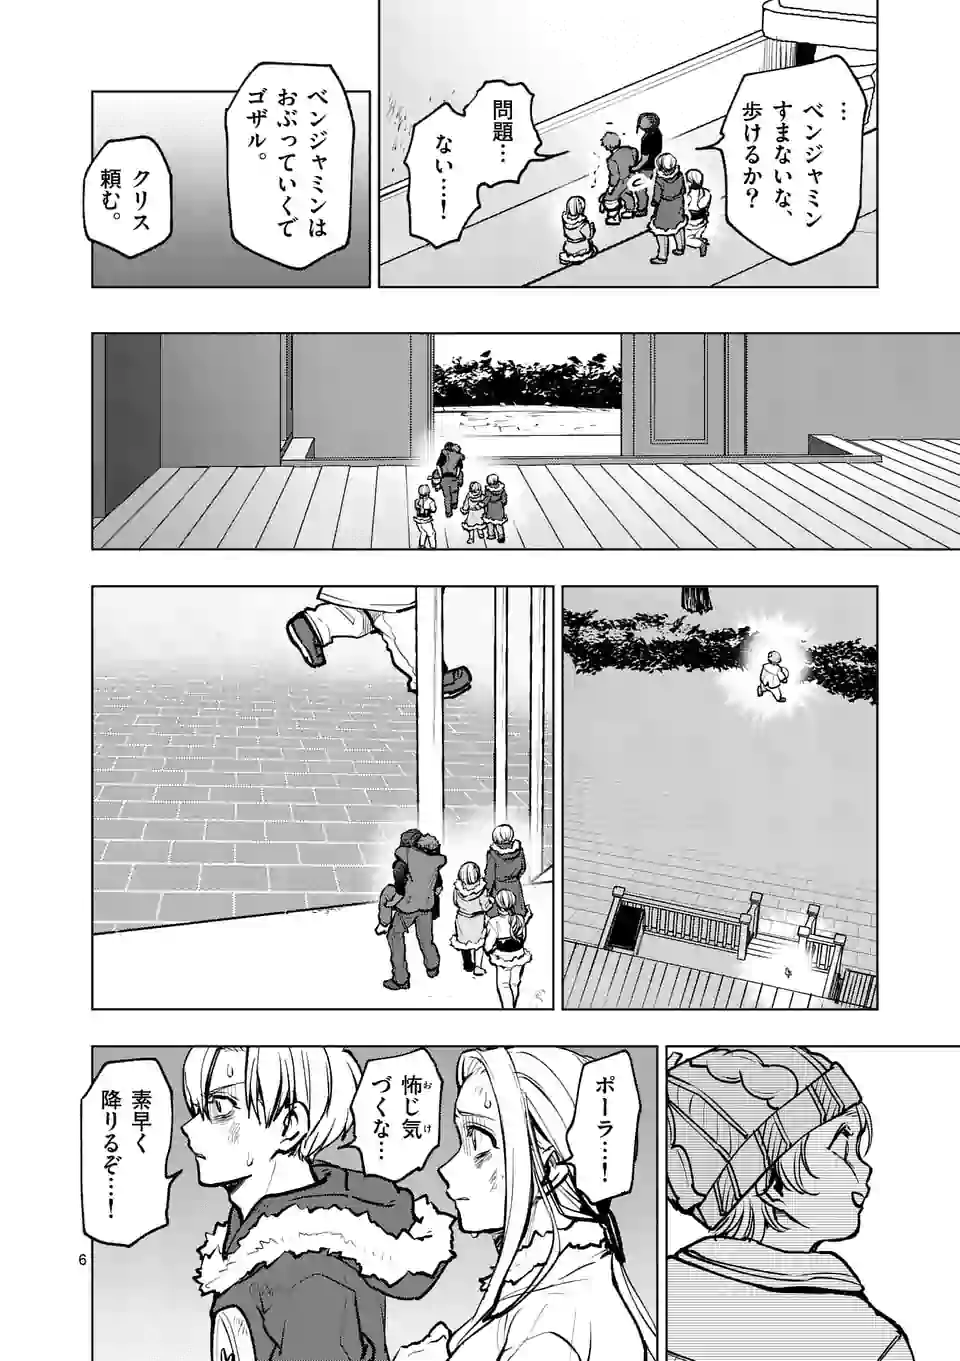 …
ベンジャミン
すまないな、
歩けるか?
問題…
ない…!
ベンジャミンは
おぶっていくで
ゴザル。
クリス
頼む。
ポーラ…!
怖じ気
づくな…
おけ
素早く
降りるぞ…!
6